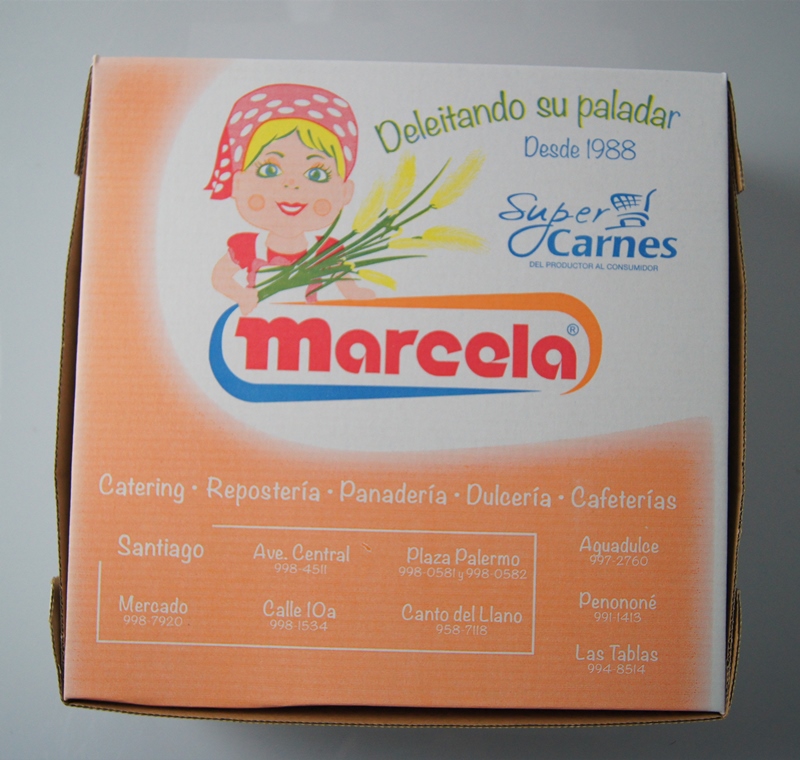 Deleitando su paladar
Desde 1988
Super
Carnes
DEL PRODUCTOR AL CONSUMIDOR
marcela®
Catering • Repostería • Panadería • Dulcería • Cafeterías
Santiago
Ave. Central
998-4511
Plaza Palermo
998-0581 y 998-0582
Mercado
998-7920
Calle 10a
998-1534
Canto del Llano
958-7118
Aguadulce
997-2760
Penononé
991-1413
Las Tablas
994-8514